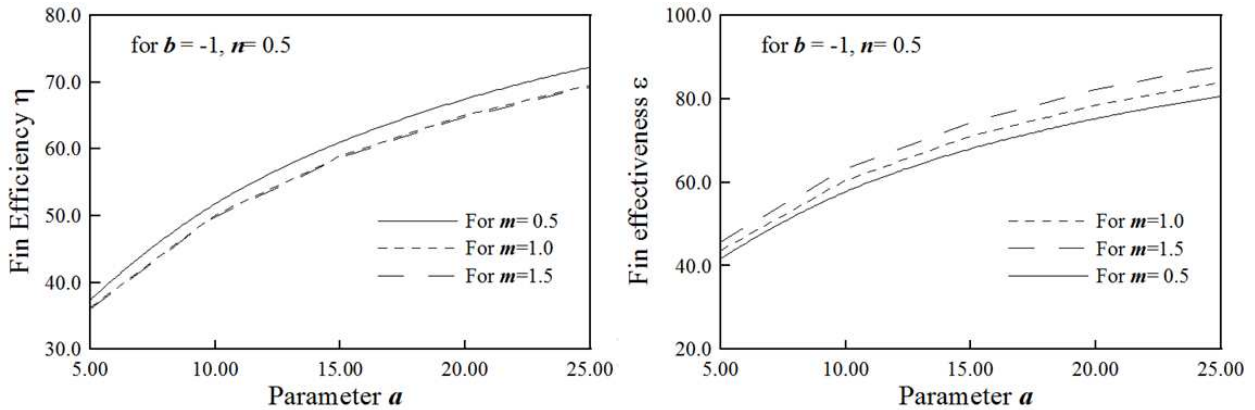 80.0
70.0
60.0
50.0
40.0
30.0
Fin Efficiency η
for b = -1, n= 0.5
For m= 0.5
For m=1.0
For m=1.5
5.00 10.00 15.00 20.00 25.00
Parameter a
100.0
80.0
60.0
40.0
20.0
Fin effectiveness ε
for b = -1, n= 0.5
For m=1.0
For m=1.5
For m= 0.5
5.00 10.00 15.00 20.00 25.00
Parameter a